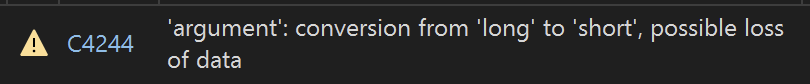 C4244 'argument': conversion from 'long' to 'short', possible loss
of data